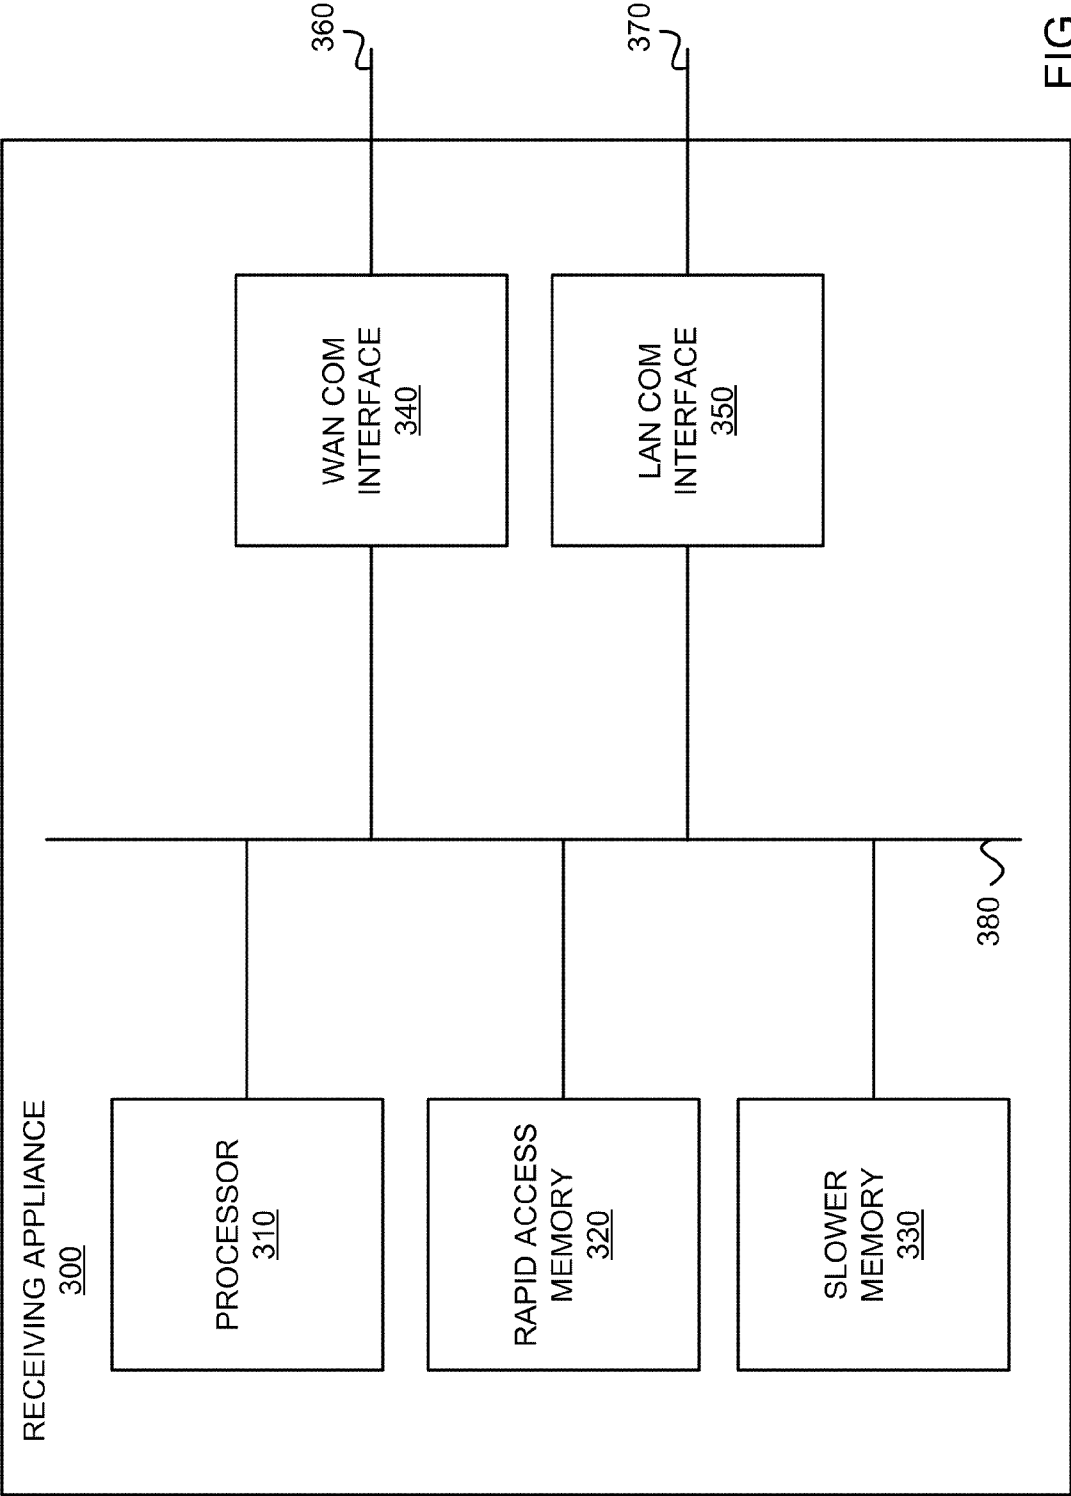 RECEIVING APPLIANCE
300
PROCESSOR
310
RAPID ACCESS
MEMORY
320
SLOWER
MEMORY
330
380
WAN COM
INTERFACE
340
LAN COM
INTERFACE
350
360
370
FIG